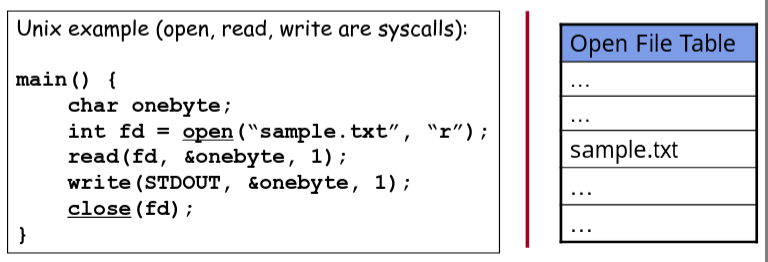 Unix example (open, read, write are syscalls):
main() {
char onebyte;
int fd = open(“sample.txt”, “r”);
read(fd, &onebyte, 1);
write(STDOUT, &onebyte, 1);
close(fd);
}
Open File Table
...
...
sample.txt
...
...